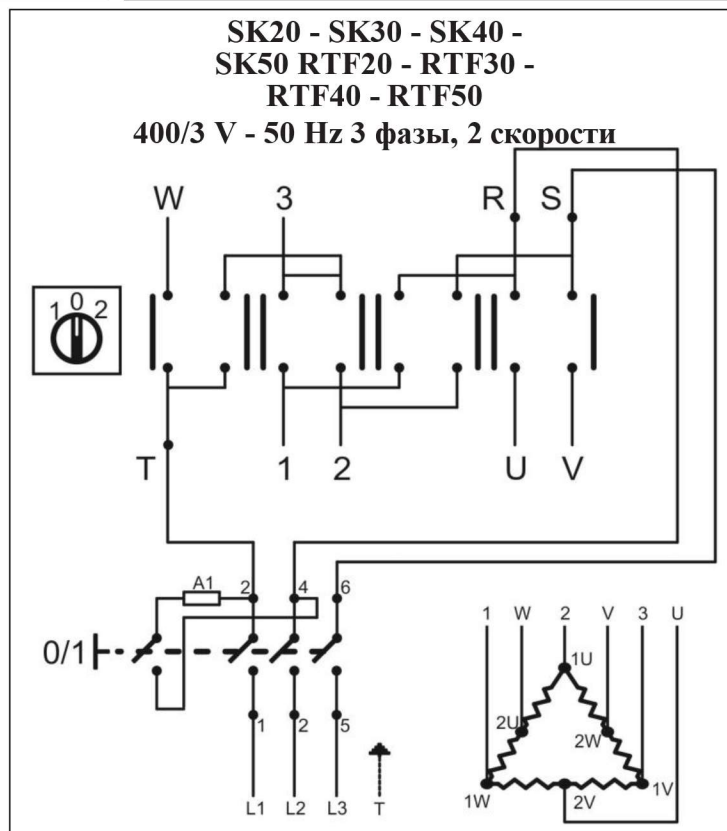 SK20 - SK30 - SK40 -
SK50 RTF20 - RTF30 -
RTF40 - RTF50
400/3 V - 50 Hz 3 фазы, 2 скорости
W 3 R S
1 0 2
T 1 2 U V
A1 2 4 6
0/1
1 2 5
L1 L2 L3 T
1 W 2 V 3 U
1U
2U 2W
1W 2V 1V